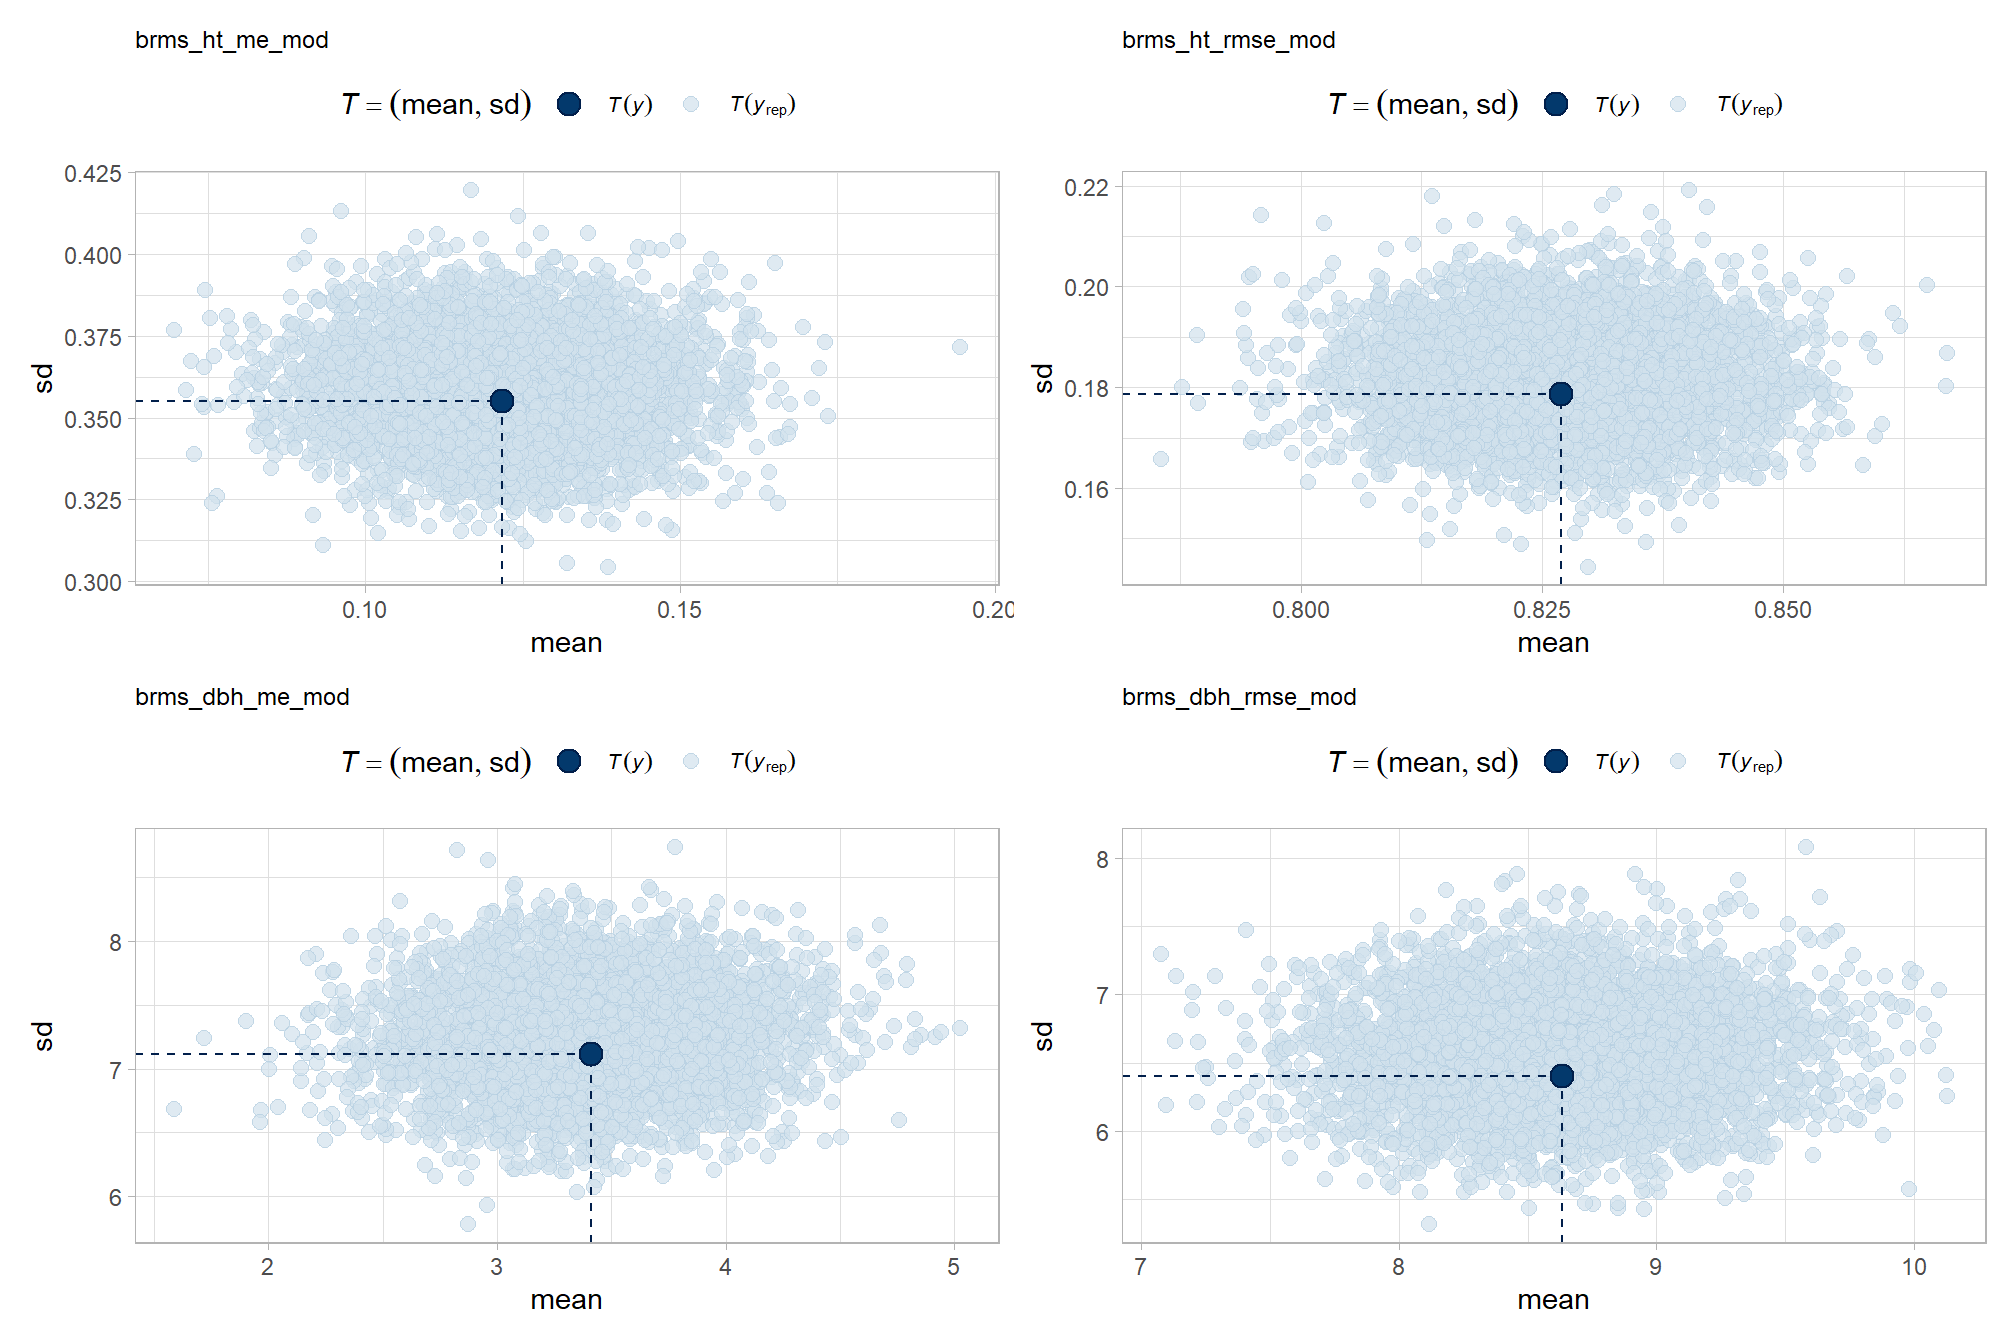 brms_ht_me_mod
T = (mean, sd) T(y) T(yrep)
0.425
0.400
0.375
0.350
0.325
0.300
sd
0.10 0.15 0.20
mean
brms_ht_rmse_mod
T = (mean, sd) T(y) T(yrep)
0.22
0.20
0.18
0.16
sd
0.800 0.825 0.850
mean
brms_dbh_me_mod
T = (mean, sd) T(y) T(yrep)
8
7
6
sd
2 3 4 5
mean
brms_dbh_rmse_mod
T = (mean, sd) T(y) T(yrep)
8
7
6
sd
7 8 9 10
mean